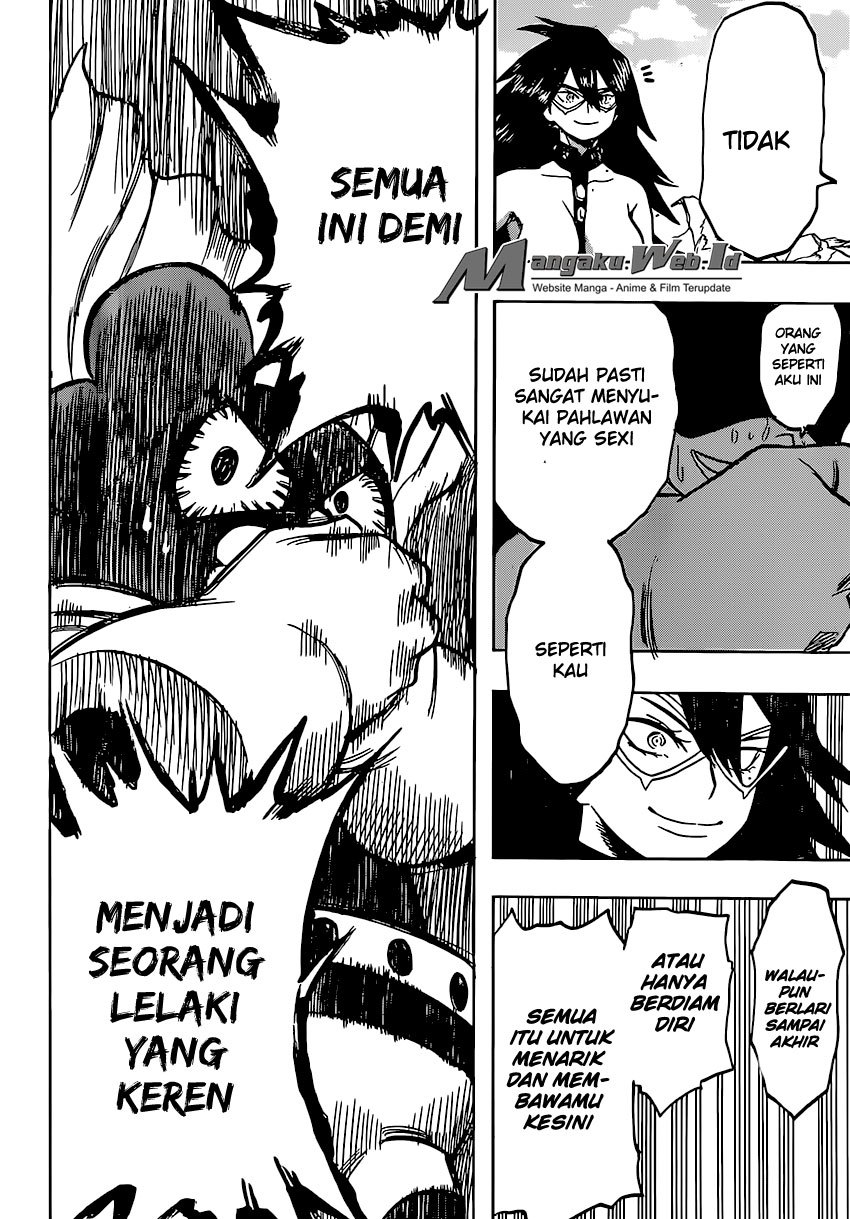 TIDAK
Mangaku.Web.Id
Website Manga - Anime & Film Terupdate
ORANG
YANG
SEPERTI
AKU INI
SUDAH PASTI
SANGAT MENYU-
KAI PAHLAWAN
YANG SEXI
SEPERTI
KAU
WALAU-
PUN
BERLARI
SAMPAI
AKHIR
ATAU
HANYA
BERDIAM
DIRI
SEMUA
ITU UNTUK
MENARIK
DAN MEM-
BAWAMU
KESINI
SEMUA
INI DEMI
MENJADI
SEORANG
LELAKI
YANG
KEREN